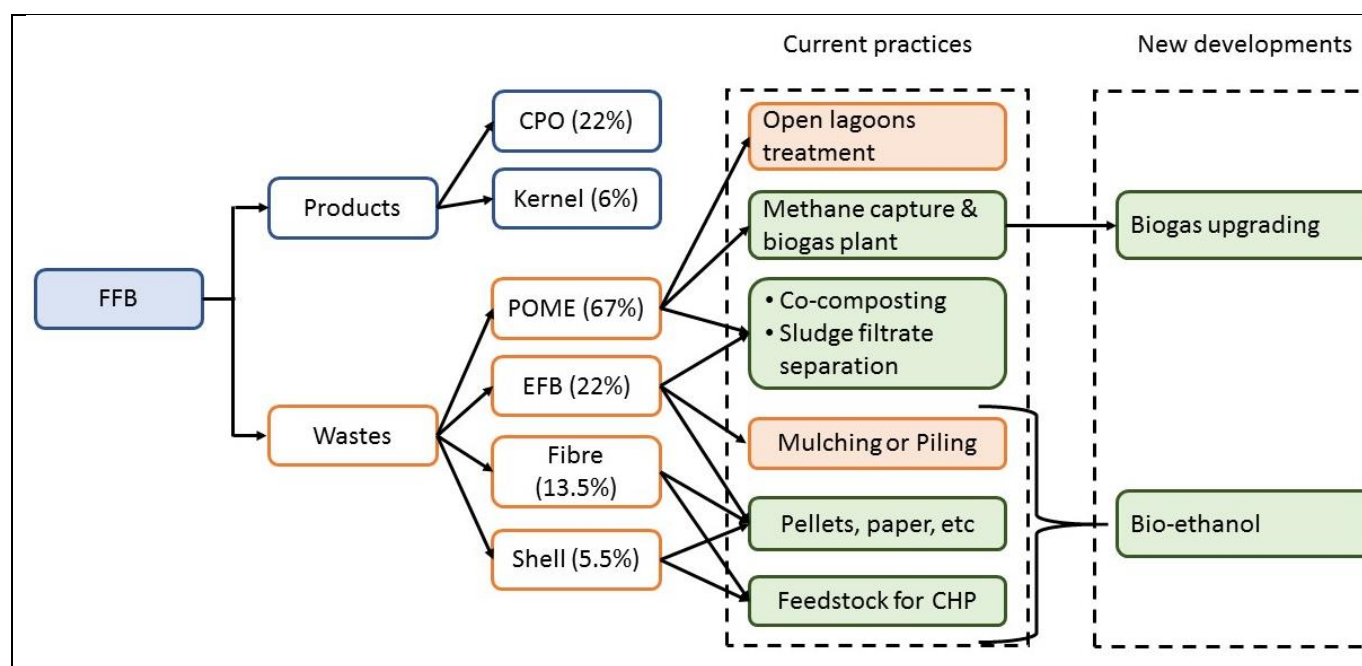 Current practices
New developments
CPO (22%)
Open lagoons
treatment
Products
Kernel (6%)
Methane capture &
biogas plant
Biogas upgrading
FFB
POME (67%)
• Co-composting
• Sludge filtrate
separation
EFB (22%)
Wastes
Mulching or Piling
Fibre
(13.5%)
Pellets, paper, etc
Bio-ethanol
Shell (5.5%)
Feedstock for CHP